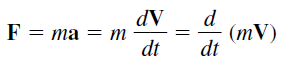 F = ma = m dV/dt = d/dt (mV)